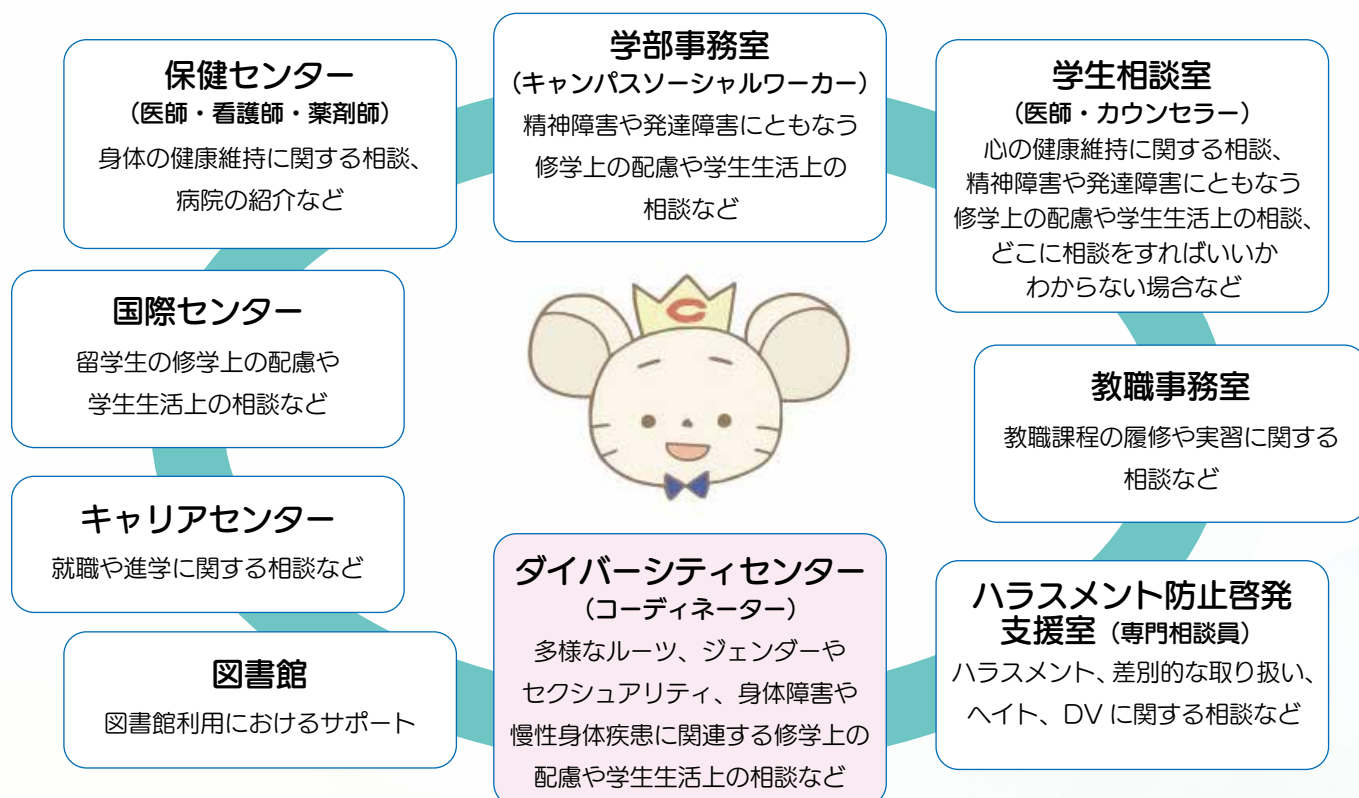 保健センター
（医師・看護師・薬剤師）
身体の健康維持に関する相談、
病院の紹介など
学部事務室
（キャンパスソーシャルワーカー）
精神障害や発達障害にともなう
修学上の配慮や学生生活上の
相談など
学生相談室
（医師・カウンセラー）
心の健康維持に関する相談、
精神障害や発達障害にともなう
修学上の配慮や学生生活上の相談、
どこに相談をすればいいか
わからない場合など
国際センター
留学生の修学上の配慮や
学生生活上の相談など
C
教職事務室
教職課程の履修や実習に関する
相談など
キャリアセンター
就職や進学に関する相談など
ダイバーシティセンター
（コーディネーター）
多様なルーツ、ジェンダーや
セクシュアリティ、身体障害や
慢性身体疾患に関連する修学上の
配慮や学生生活上の相談など
ハラスメント防止啓発
支援室（専門相談員）
ハラスメント、差別的な取り扱い、
ヘイト、DVに関する相談など
図書館
図書館利用におけるサポート